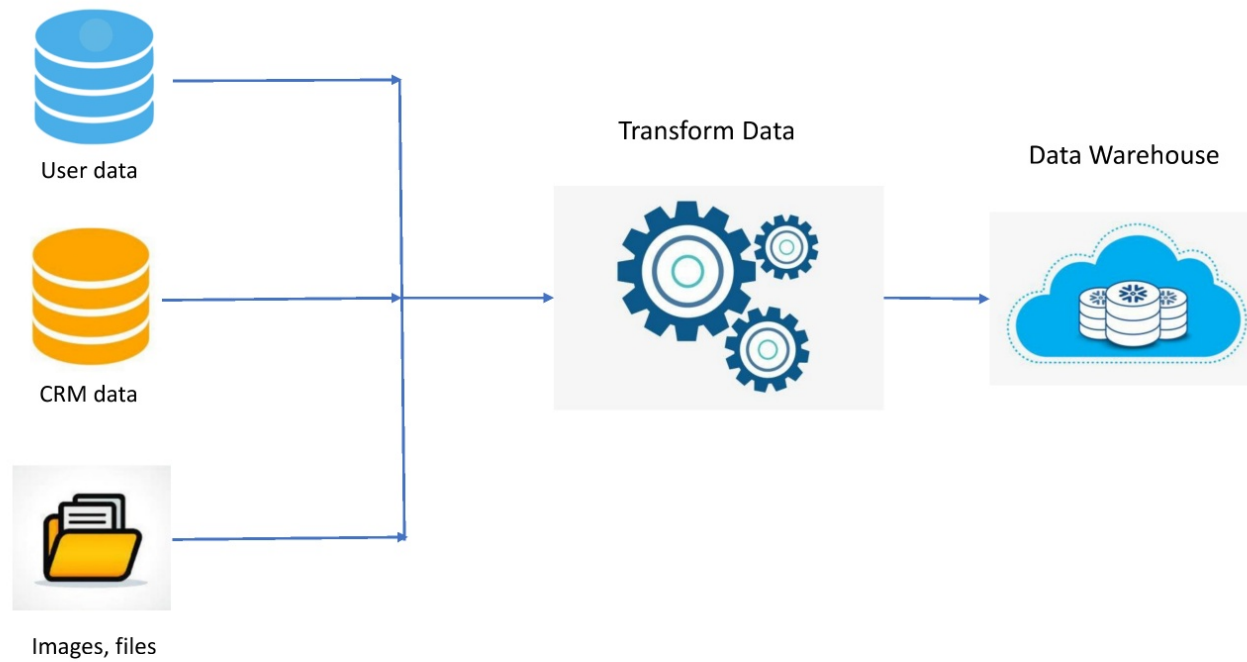 User data
CRM data
Images, files
Transform Data
Data Warehouse